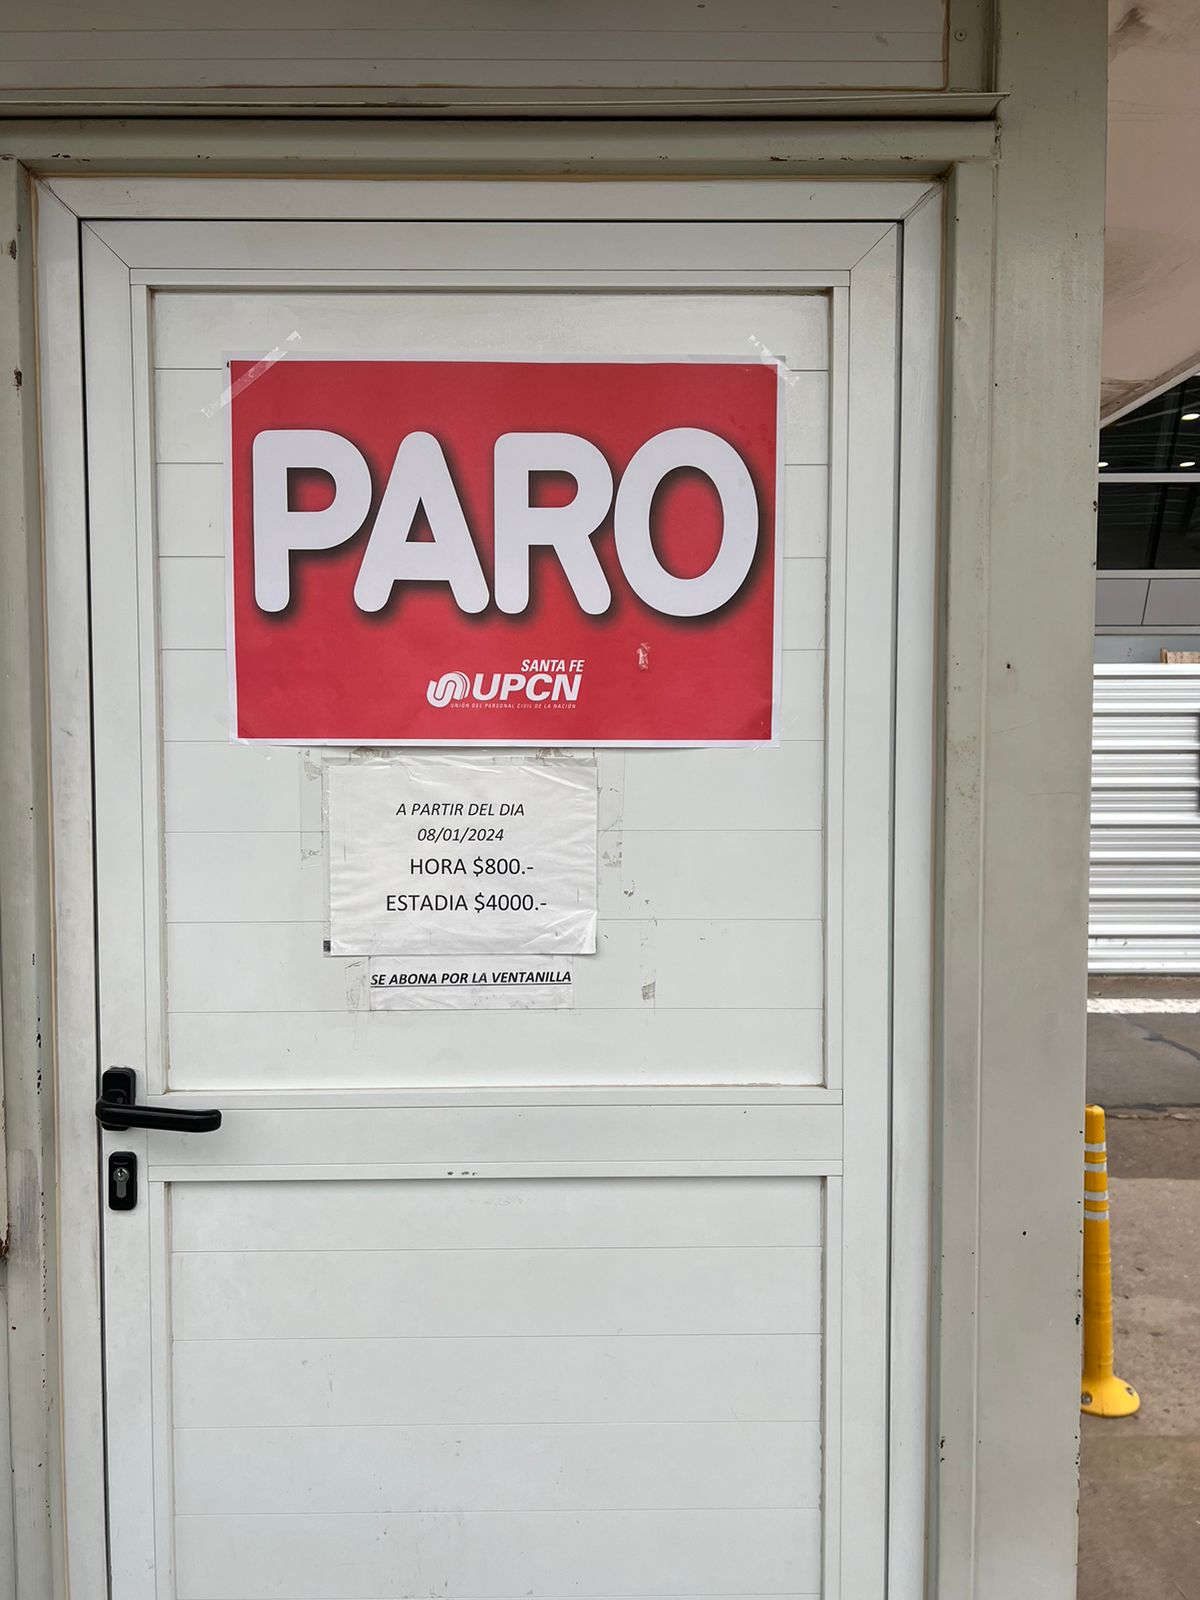 PARO
SANTA FE
UPCN
UNIÓN DEL PERSONAL CIVIL DE LA NACIÓN
A PARTIR DEL DIA
08/01/2024
HORA $800.-
ESTADIA $4000.-
SE ABONA POR LA VENTANILLA